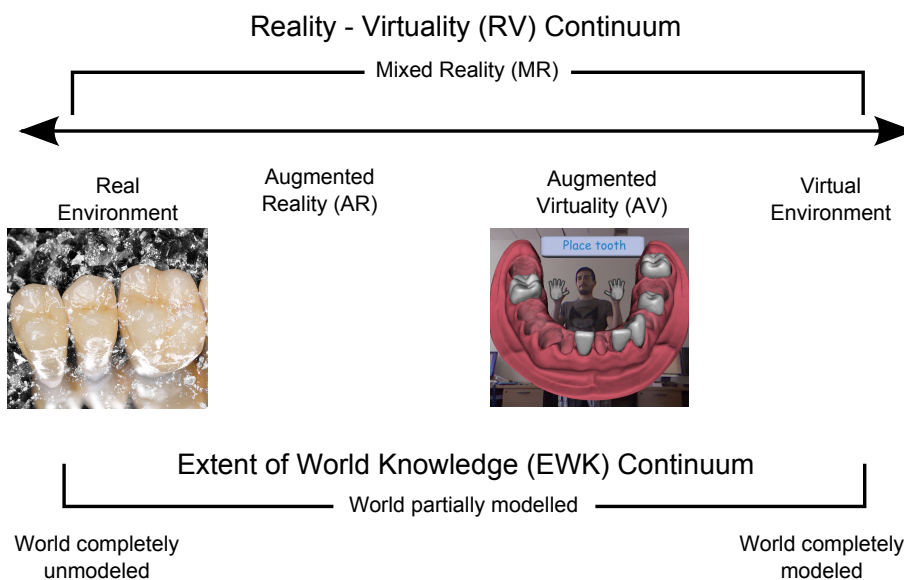 Reality - Virtuality (RV) Continuum
Mixed Reality (MR)
Real
Environment
Augmented
Reality (AR)
Augmented
Virtuality (AV)
Virtual
Environment
Place tooth
Extent of World Knowledge (EWK) Continuum
World partially modelled
World completely
unmodeled
World completely
modeled